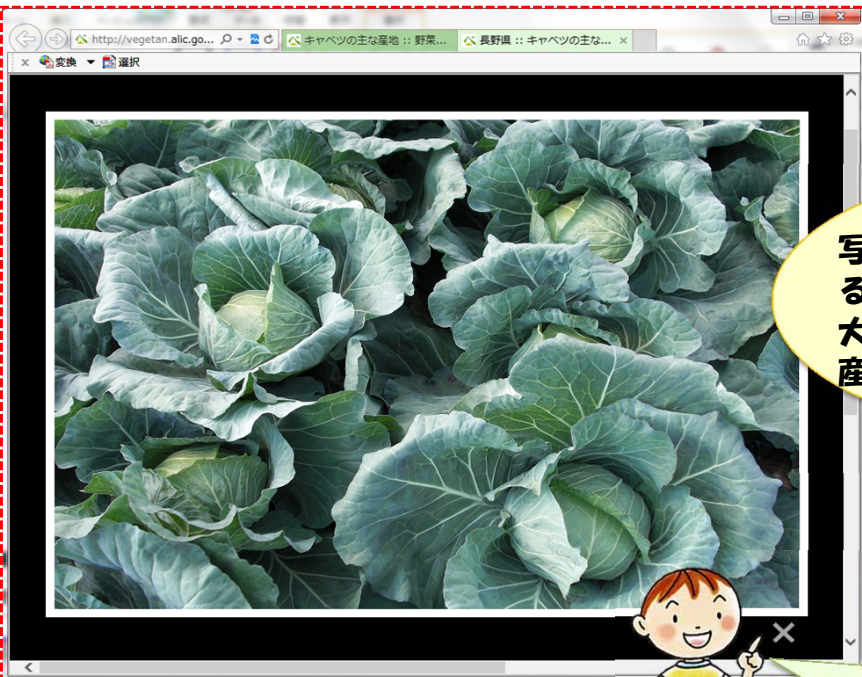 http://vegetan.alic.go...
キャベツの主な産地 :: 野菜...
長野県 :: キャベツの主な...
× 変換 ▼ 選択
写
る
大
産